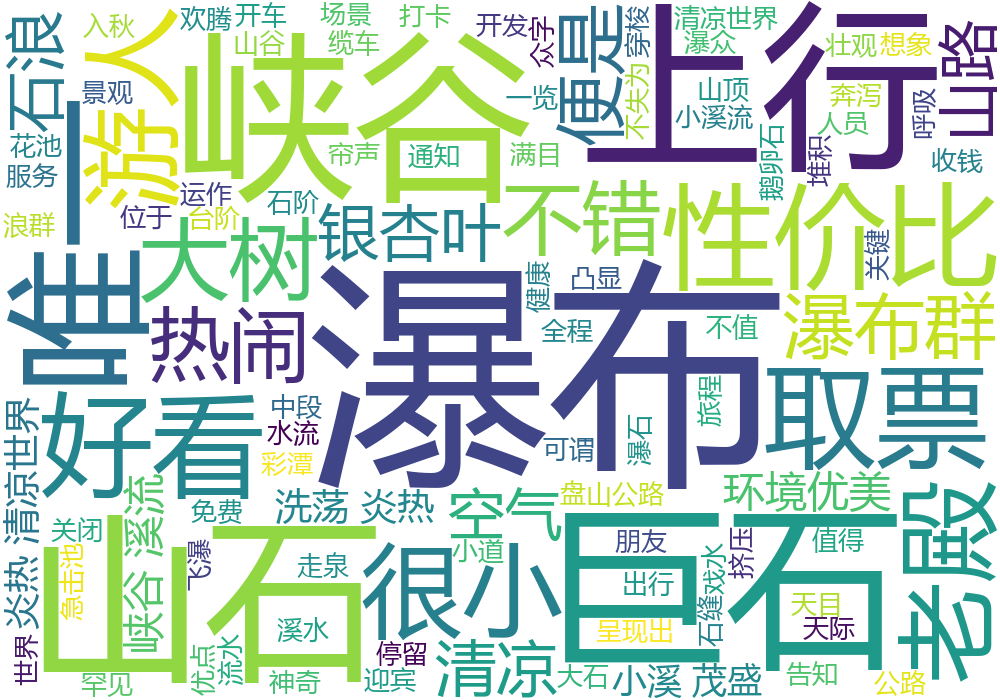 入秋
欢腾
开车
场景
打卡
开发
众字
穿梭
清凉世界
瀑众
壮观
想象
山谷
缆车
石浪
游人
峡谷
便是
上行
山路
景观
一览
不失为
山顶
小溪流
奔泻
人员
呼吸
花池
服务
帘声
通知
满目
鹅卵石
堆积
收钱
运作
石阶
浪群
位于
台阶
大树
银杏叶
不错
性价比
关键
唯一
热闹
瀑布
健康
凸显
全程
不值
瀑布群
清凉世界
好看
中段
水流
彩潭
可谓
瀑石
旅程
取票
炎热
关闭
溪流
免费
洗荡
炎热
空气
盘山公路
环境优美
老殿
急击池
峡谷
飞瀑
山石
走泉
很小
小道
巨石
朋友
挤压
值得
出行
石缝戏水
天目
天际
世界
罕见
优点
流水
溪水
神奇
停留
迎宾
清凉
呈现出
大石
小溪
茂盛
告知
公路